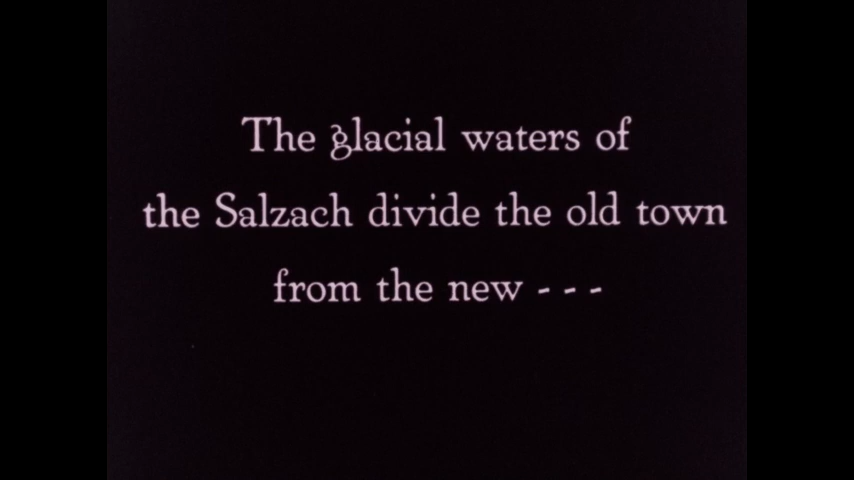 The glacial waters of
the Salzach divide the old town
from the new - - -